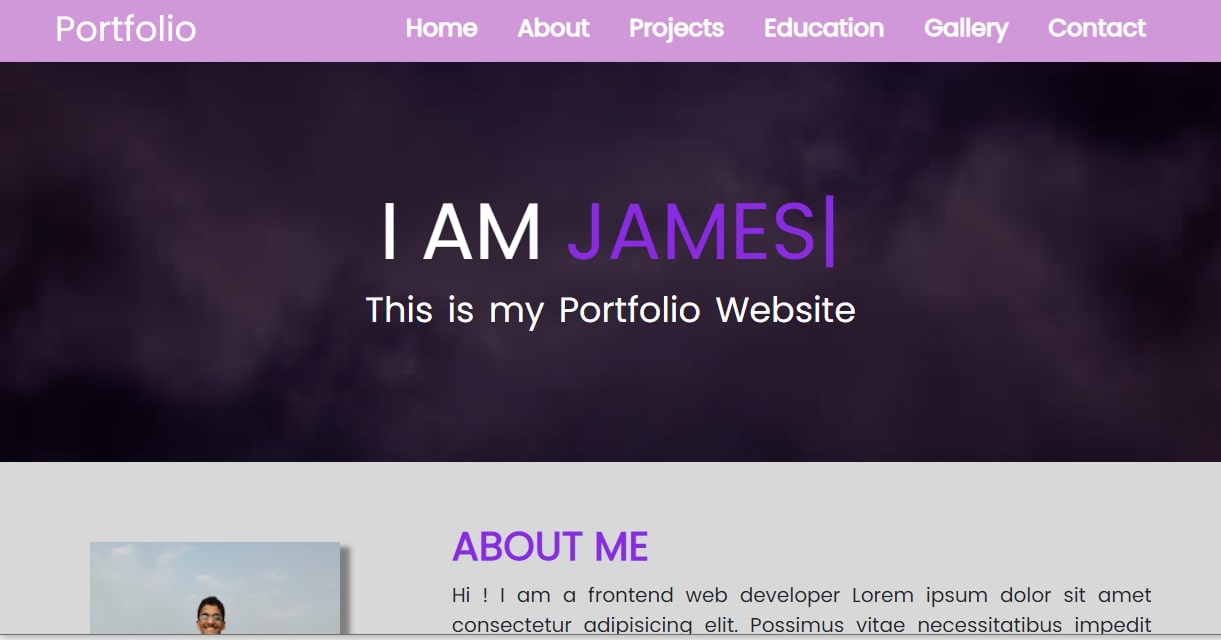 Portfolio Home About Projects Education Gallery Contact
I AM JAMES|
This is my Portfolio Website
ABOUT ME
Hi ! I am a frontend web developer Lorem ipsum dolor sit amet
consectetur adipisicing elit. Possimus vitae necessitatibus impedit